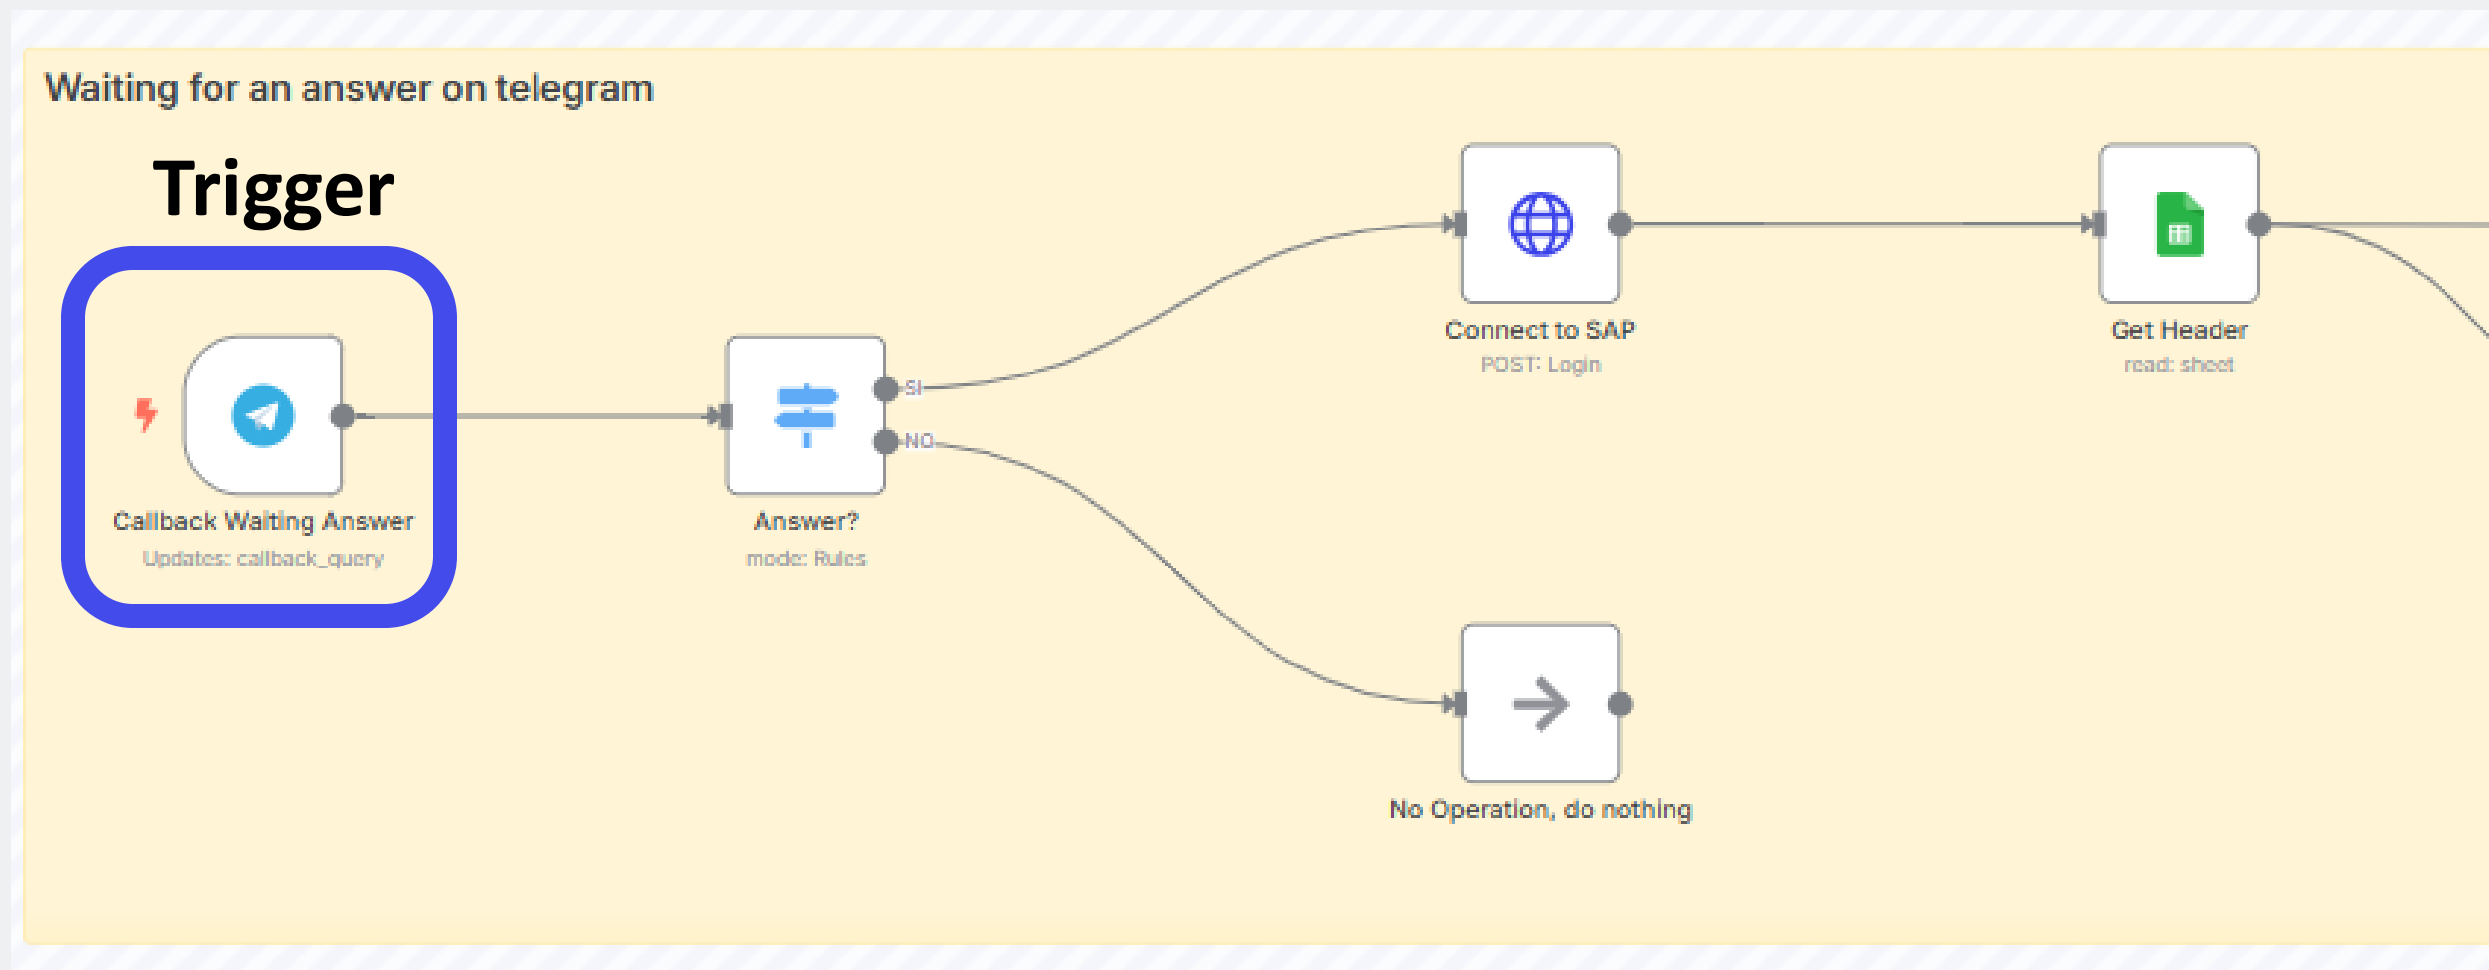 Waiting for an answer on telegram
Trigger
Callback Waiting Answer
Updates: callback_query
Answer?
mode: Rules
SI
NO
Connect to SAP
POST: Login
Get Header
read: sheet
No Operation, do nothing